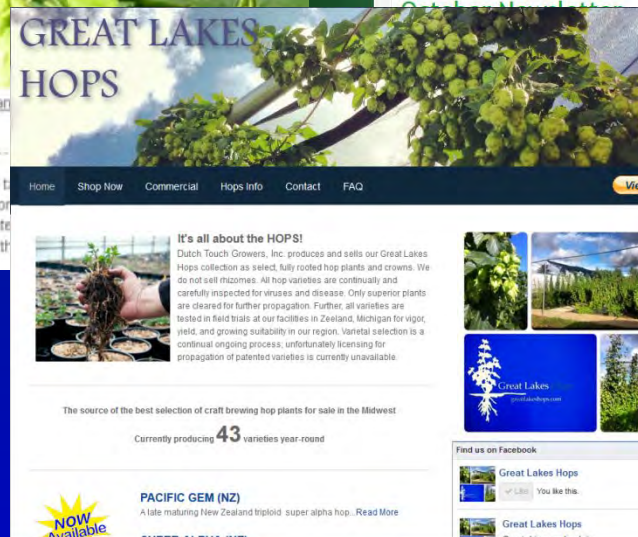 October Newsletter
GREAT LAKES
HOPS
Home Shop Now Commercial Hops Info Contact FAQ
It's all about the HOPS!
Dutch Touch Growers, Inc. produces and sells our Great Lakes
Hops collection as select, fully rooted hop plants and crowns. We
do not sell rhizomes. All hop varieties are continually and
carefully inspected for viruses and disease. Only superior plants
are cleared for further propagation. Further, all varieties are
tested in field trials at our facilities in Zeeland, Michigan for vigor,
yield, and growing suitability in our region. Varietal selection is a
continual ongoing process; unfortunately licensing for
propagation of patented varieties is currently unavailable.
Great Lakes
greatlakeshops.com
The source of the best selection of craft brewing hop plants for sale in the Midwest
Currently producing 43 varieties year-round
Find us on Facebook
Great Lakes Hops
Like You like this.
Great Lakes Hops
NOW
Available
PACIFIC GEM (NZ)
A late maturing New Zealand triploid super alpha hop...Read More
SUPER ALPHA (NZ)